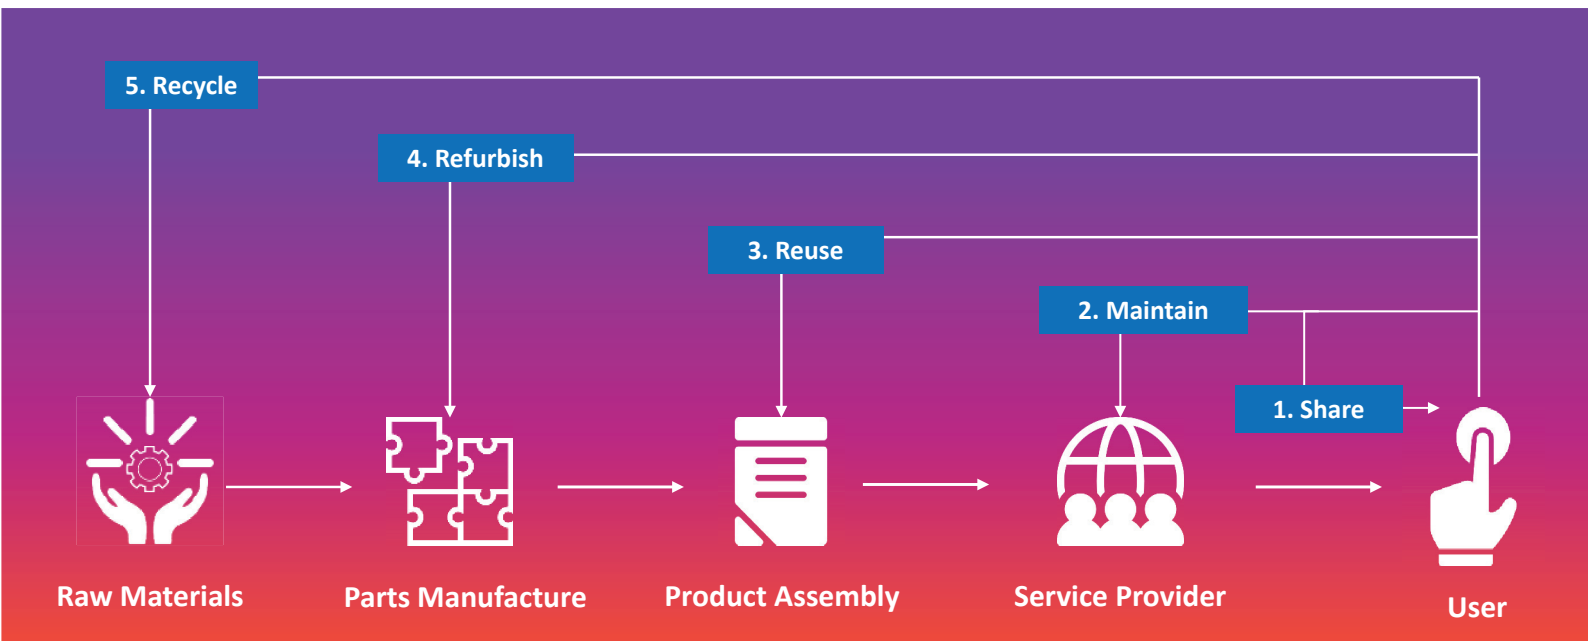 5. Recycle
4. Refurbish
3. Reuse
2. Maintain
1. Share
Raw Materials
Parts Manufacture
Product Assembly
Service Provider
User